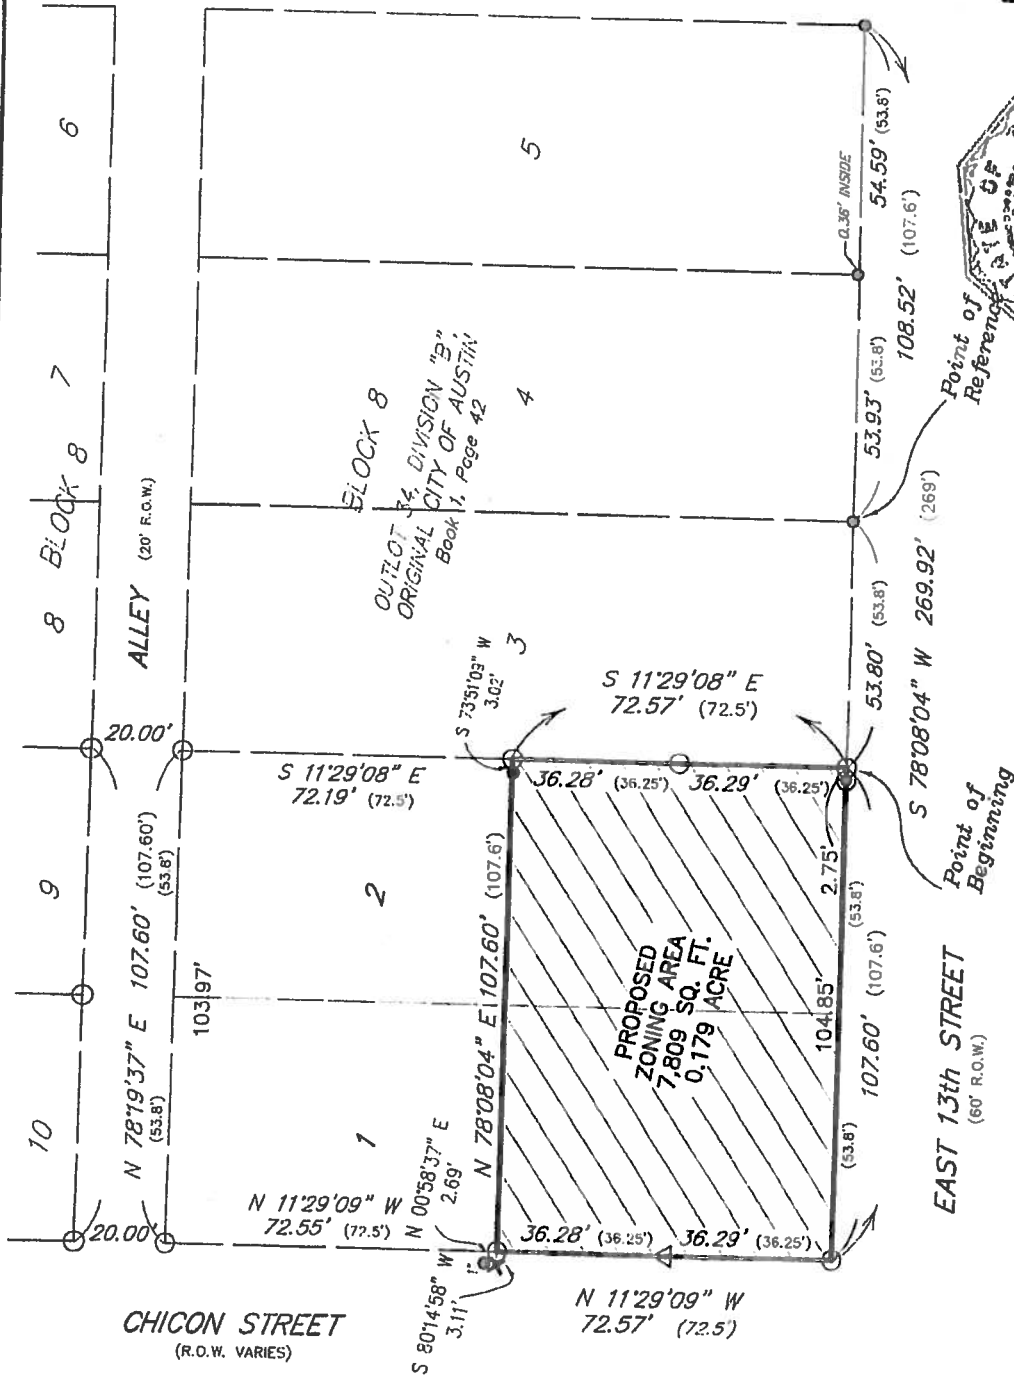 6
5
0.36' INSIDE
54.59' (53.8')
108.52' (107.6')
Point of
Reference
7
BLOCK 8
8
BLOCK 8
OUTLOT 34, DIVISION "B",
ORIGINAL CITY OF AUSTIN
Book 1, Page 42
4
53.93' (53.8')
ALLEY (20' R.O.W.)
3
S 73°51'03" W
3.02'
S 11°29'08" E
72.57' (72.5')
53.80' (53.8')
S 78°08'04" W 269.92' (269')
20.00'
S 11°29'08" E
72.19' (72.5')
36.28' (36.25')
36.29' (36.25')
Point of
Beginning
9
N 78°19'37" E 107.60' (107.60')
(53.8')
(53.8')
103.97'
2
N 78°08'04" E 107.60' (107.6')
PROPOSED
ZONING AREA
7,809 SQ. FT.
0.179 ACRE
2.75'
104.85'
(53.8')
(53.8')
107.60' (107.6')
EAST 13th STREET
(60' R.O.W.)
10
1
20.00'
N 11°29'09" W
72.55' (72.5')
N 00°58'37" E
2.69'
36.28' (36.25')
36.29' (36.25')
S 80°14'58" W
3.11'
1"
N 11°29'09" W
72.57' (72.5')
CHICON STREET
(R.O.W. VARIES)